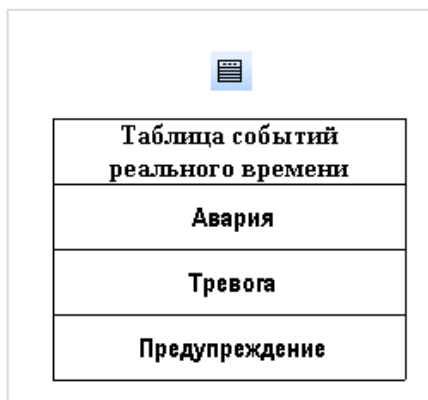 Таблица событий
реального времени
Авария
Тревога
Предупреждение